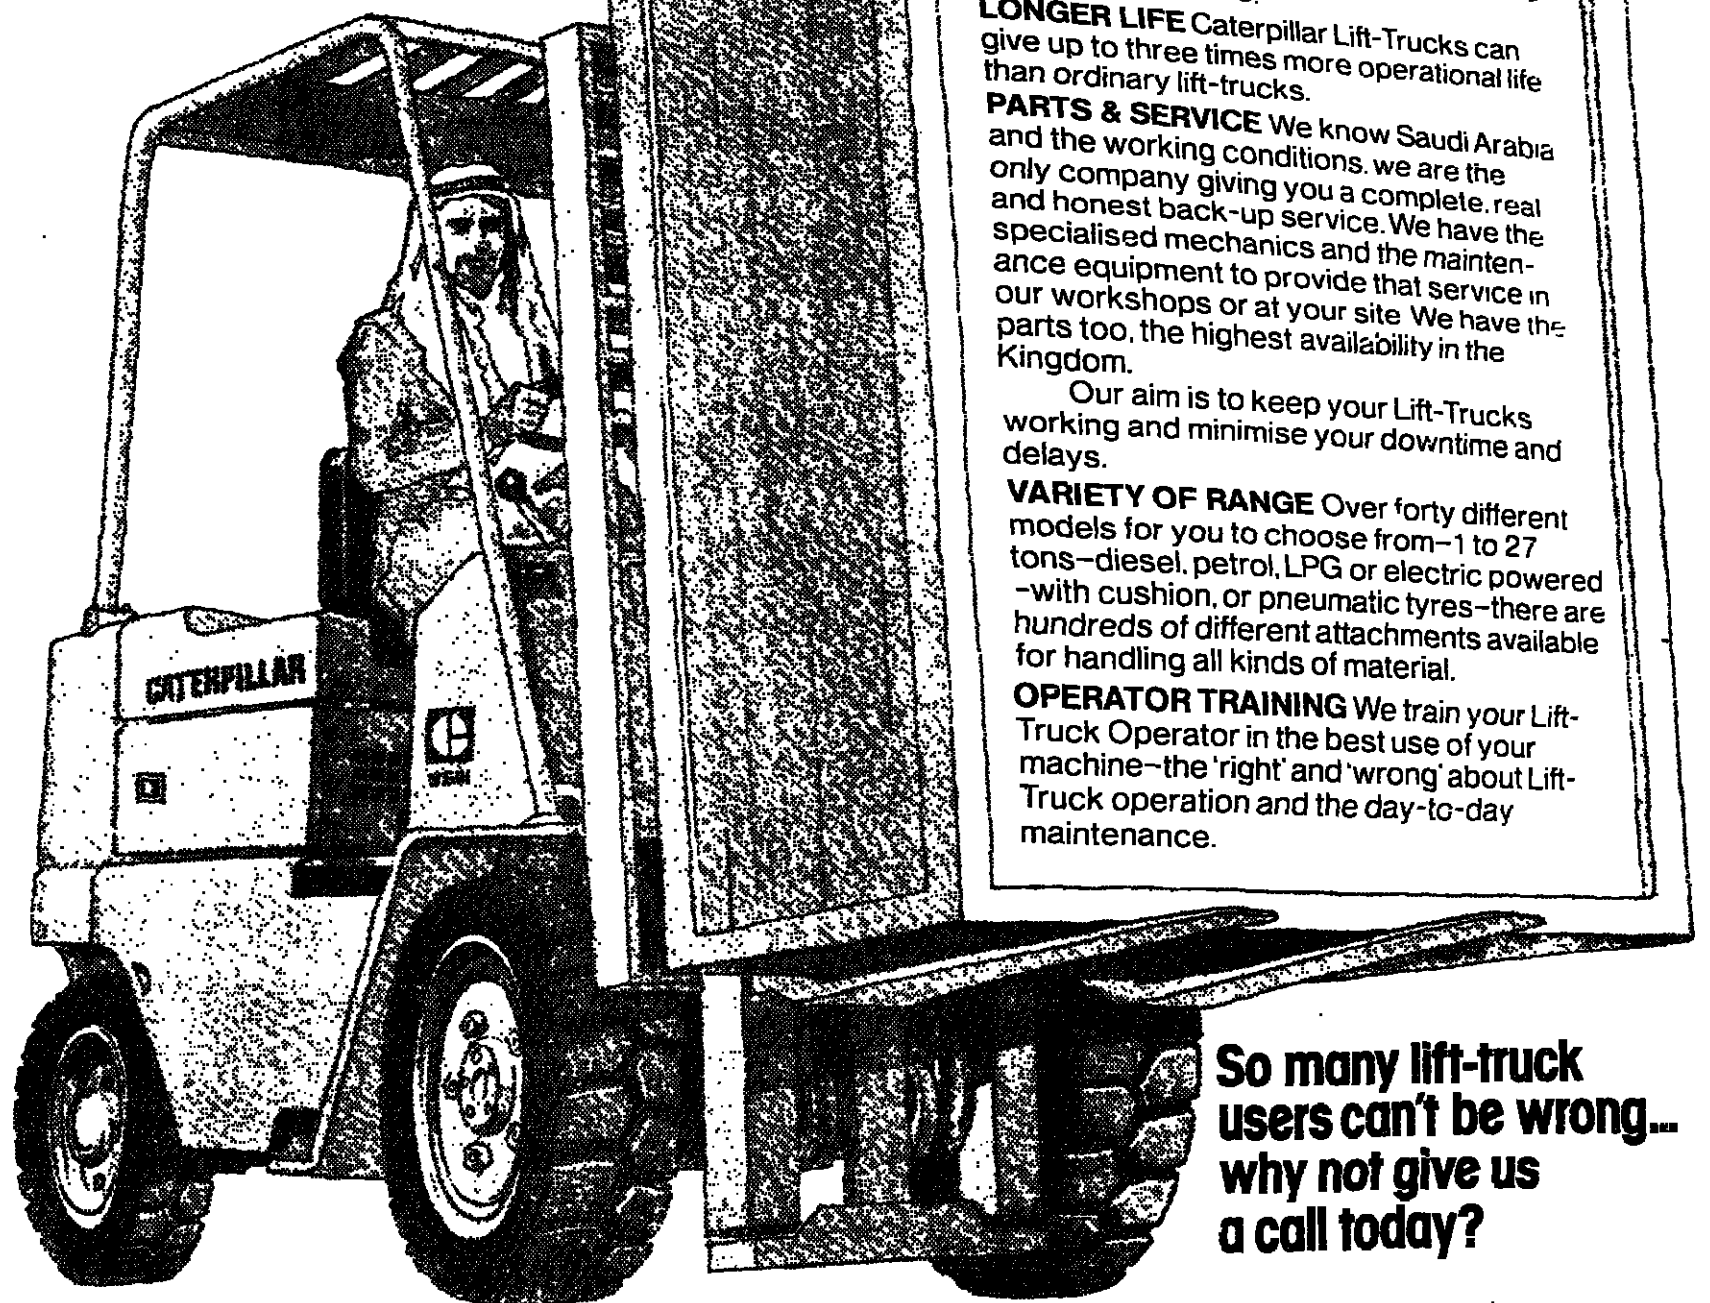 LONGER LIFE Caterpillar Lift-Trucks can
give up to three times more operational life
than ordinary lift-trucks.
PARTS & SERVICE We know Saudi Arabia
and the working conditions. we are the
only company giving you a complete. real
and honest back-up service. We have the
specialised mechanics and the mainten-
ance equipment to provide that service in
our workshops or at your site We have the
parts too, the highest availability in the
Kingdom.
Our aim is to keep your Lift-Trucks
working and minimise your downtime and
delays.
VARIETY OF RANGE Over forty different
models for you to choose from–1 to 27
tons–diesel. petrol, LPG or electric powered
–with cushion, or pneumatic tyres–there are
hundreds of different attachments available
for handling all kinds of material.
OPERATOR TRAINING We train your Lift-
Truck Operator in the best use of your
machine–the 'right' and 'wrong' about Lift-
Truck operation and the day-to-day
maintenance.
CATERPILLAR
So many lift-truck
users can't be wrong...
why not give us
a call today?